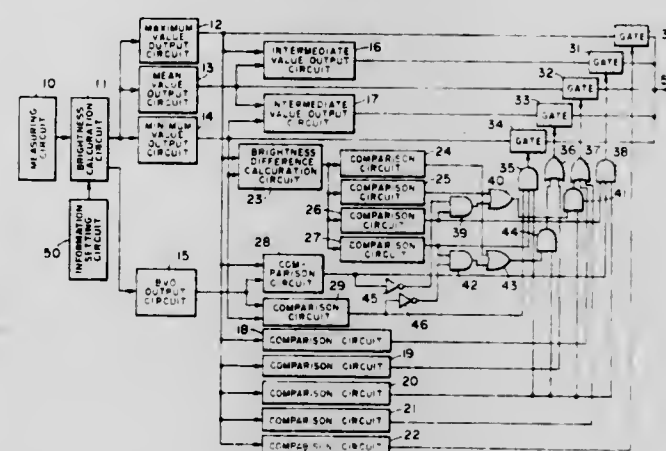 MAXIMUM VALUE OUTPUT CIRCUIT
12
MEAN VALUE OUTPUT CIRCUIT
13
MINIMUM VALUE OUTPUT CIRCUIT
14
10
MEASURING CIRCUIT
11
BRIGHTNESS CALCURATION CIRCUIT
50
INFORMATION SETTING CIRCUIT
15
BVO OUTPUT CIRCUIT
INTERMEDIATE VALUE OUTPUT CIRCUIT
16
INTERMEDIATE VALUE OUTPUT CIRCUIT
17
GATE
3
GATE
31
GATE
32
GATE
33
GATE
34
BRIGHTNESS DIFFERENCE CALCURATION CIRCUIT
23
COMPARISON CIRCUIT
24
COMPARISON CIRCUIT
25
COMPARISON CIRCUIT
26
COMPARISON CIRCUIT
27
35
36
37
38
39
40
41
42
43
44
45
46
28
COM-PARISON CIRCUIT
29
COMPARISON CIRCUIT
18
COMPARISON CIRCUIT
COMPARISON CIRCUIT
19
COMPARISON CIRCUIT
20
COMPARISON CIRCUIT
21
COMPARISON CIRCUIT
22